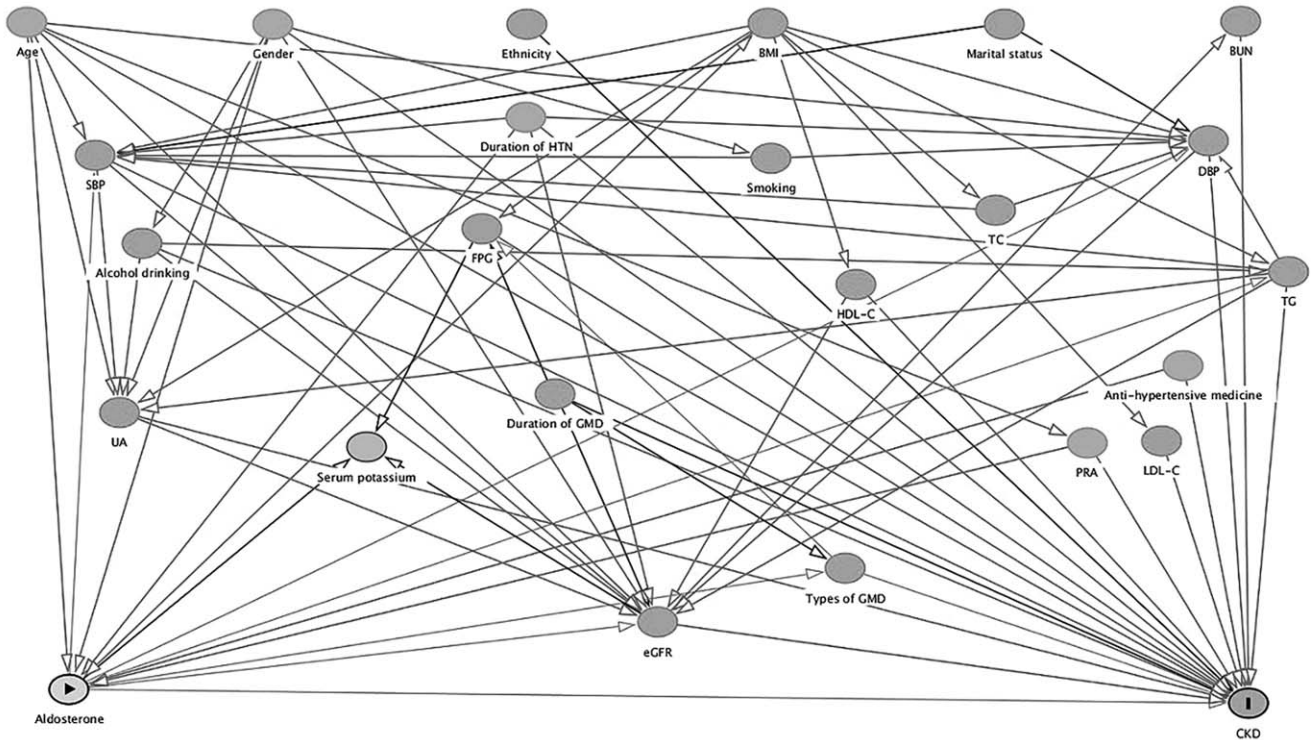 Age
Gender
Ethnicity
BMI
Marital status
BUN
Duration of HTN
SBP
Smoking
DBP
TC
Alcohol drinking
FPG
HDL-C
TG
Anti-hypertensive medicine
UA
Duration of GMD
Serum potassium
PRA
LDL-C
Types of GMD
eGFR
Aldosterone
CKD